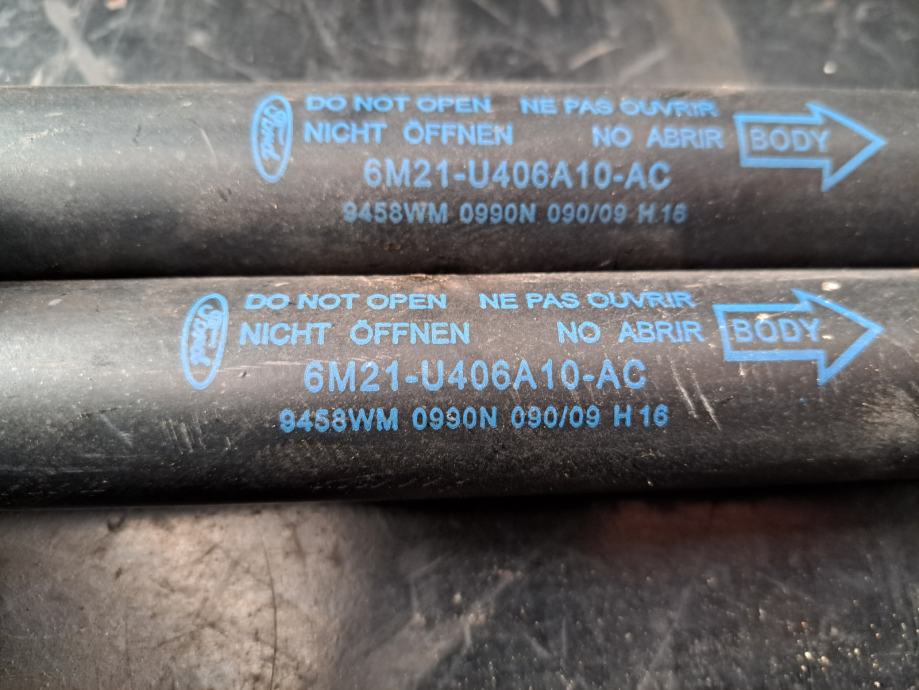 Ford
DO NOT OPEN NE PAS OUVRIR
NICHT ÖFFNEN NO ABRIR
BODY
6M21-U406A10-AC
9458WM 0990N 090/09 H 16
Ford
DO NOT OPEN NE PAS OUVRIR
NICHT ÖFFNEN NO ABRIR
BODY
6M21-U406A10-AC
9458WM 0990N 090/09 H 16